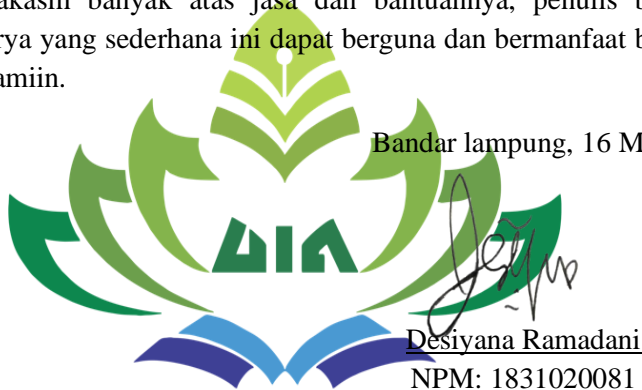 akasih banyak atas jasa dan bantuannya, penulis b
rya yang sederhana ini dapat berguna dan bermanfaat b
amiin.
Bandar lampung, 16 M
UIN
Desiyana Ramadani
NPM: 1831020081